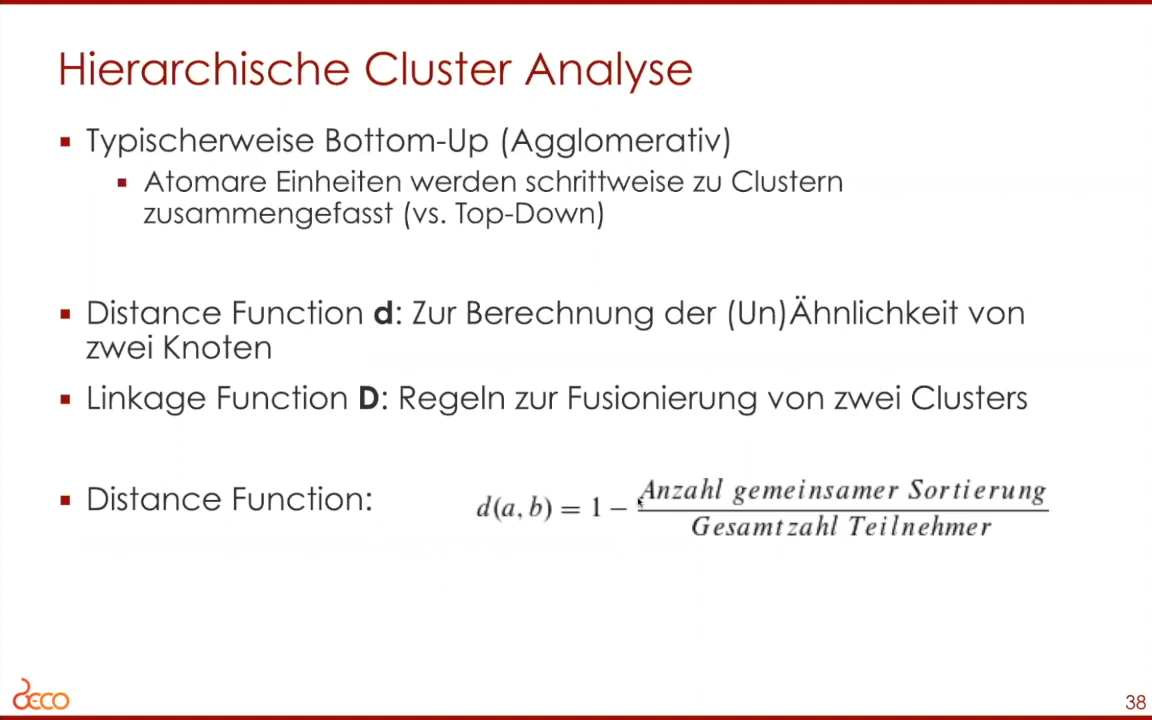 Hierarchische Cluster Analyse
▪ Typischerweise Bottom-Up (Agglomerativ)
▪ Atomare Einheiten werden schrittweise zu Clustern
zusammengefasst (vs. Top-Down)
▪ Distance Function d: Zur Berechnung der (Un)Ähnlichkeit von
zwei Knoten
▪ Linkage Function D: Regeln zur Fusionierung von zwei Clusters
▪ Distance Function: d(a, b) = 1 − Anzahl gemeinsamer Sortierung
Gesamtzahl Teilnehmer
DECO
38